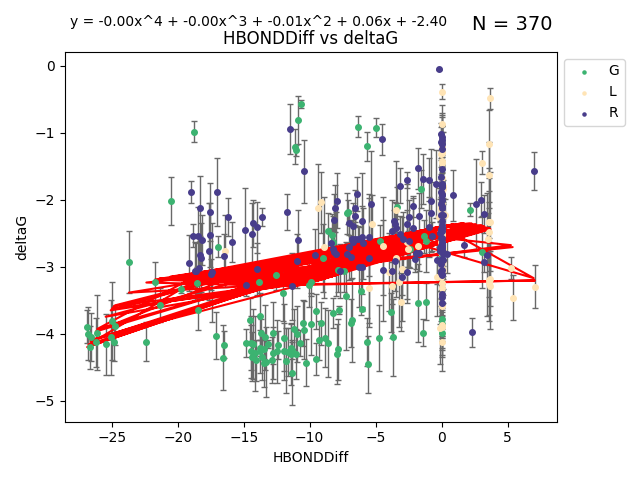 y = -0.00x^4 + -0.00x^3 + -0.01x^2 + 0.06x + -2.40
N = 370
HBONDDiff vs deltaG
G
L
R
deltaG
0
−1
−2
−3
−4
−5
−25
−20
−15
−10
−5
0
5
HBONDDiff